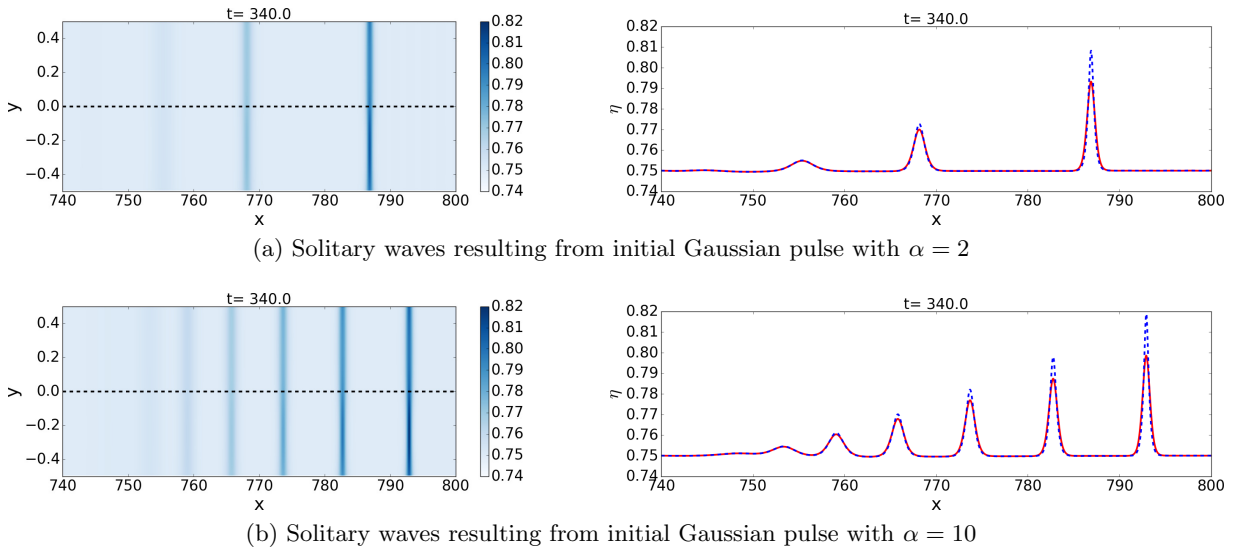 t= 340.0
0.4
0.2
0.0
−0.2
−0.4
y
740 750 760 770 780 790 800
x
0.82
0.81
0.80
0.79
0.78
0.77
0.76
0.75
0.74
t= 340.0
0.82
0.81
0.80
0.79
0.78
0.77
0.76
0.75
0.74
η
740 750 760 770 780 790 800
x
(a) Solitary waves resulting from initial Gaussian pulse with α = 2
t= 340.0
0.4
0.2
0.0
−0.2
−0.4
y
740 750 760 770 780 790 800
x
0.82
0.81
0.80
0.79
0.78
0.77
0.76
0.75
0.74
t= 340.0
0.82
0.81
0.80
0.79
0.78
0.77
0.76
0.75
0.74
η
740 750 760 770 780 790 800
x
(b) Solitary waves resulting from initial Gaussian pulse with α = 10